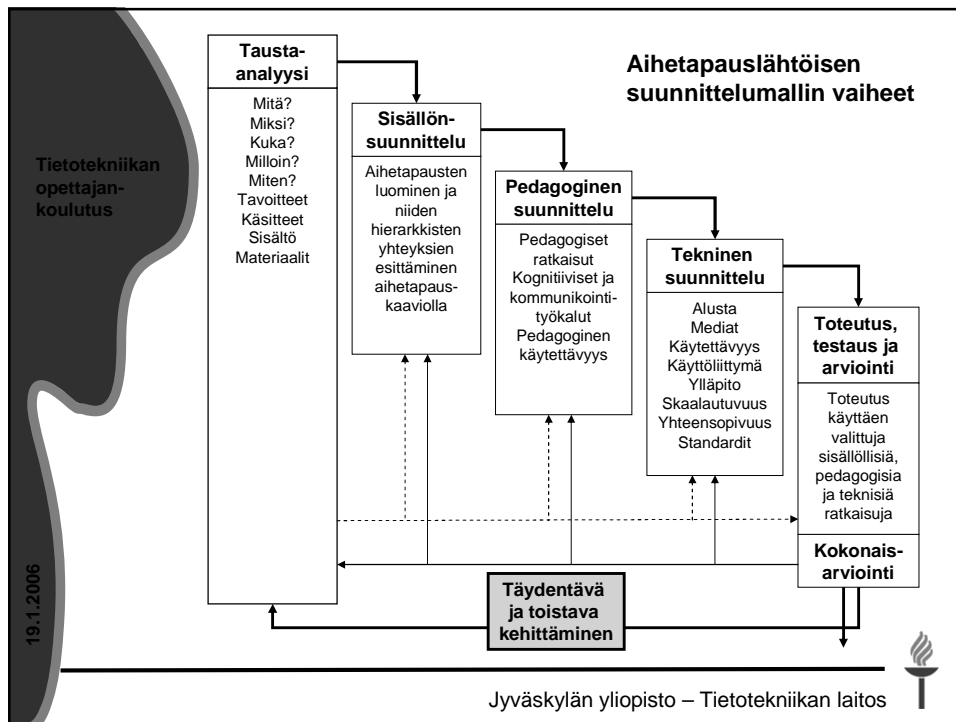 Aihetapauslähtöisen
suunnittelumallin vaiheet
Tietotekniikan
opettajan-
koulutus
19.1.2006
Tausta-
analyysi
Mitä?
Miksi?
Kuka?
Milloin?
Miten?
Tavoitteet
Käsitteet
Sisältö
Materiaalit
Sisällön-
suunnittelu
Aihetapausten
luominen ja
niiden
hierarkkisten
yhteyksien
esittäminen
aihetapaus-
kaaviolla
Pedagoginen
suunnittelu
Pedagogiset
ratkaisut
Kognitiiviset ja
kommunikointi-
työkalut
Pedagoginen
käytettävyys
Tekninen
suunnittelu
Alusta
Mediat
Käytettävyys
Käyttöliittymä
Ylläpito
Skaalautuvuus
Yhteensopivuus
Standardit
Toteutus,
testaus ja
arviointi
Toteutus
käyttäen
valittuja
sisällöllisiä,
pedagogisia
ja teknisiä
ratkaisuja
Kokonais-
arviointi
Täydentävä
ja toistava
kehittäminen
Jyväskylän yliopisto – Tietotekniikan laitos